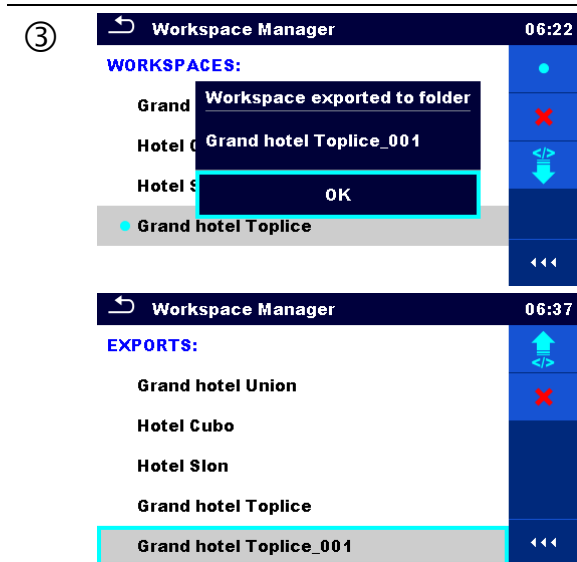 ③
Workspace Manager 06:22
WORKSPACES:
Grand
Hotel
Hotel S
Grand hotel Toplice
Workspace exported to folder
Grand hotel Toplice_001
OK
</>
Workspace Manager 06:37
EXPORTS:
Grand hotel Union
Hotel Cubo
Hotel Slon
Grand hotel Toplice
Grand hotel Toplice_001
</>